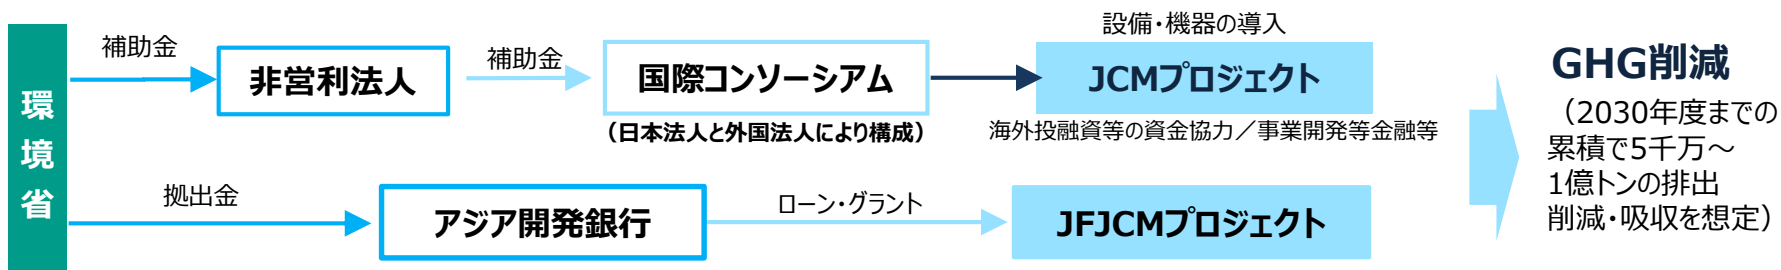 環境省
補助金
非営利法人
補助金
国際コンソーシアム
（日本法人と外国法人により構成）
設備・機器の導入
JCMプロジェクト
海外投融資等の資金協力／事業開発等金融等
拠出金
アジア開発銀行
ローン・グラント
JFJCMプロジェクト
GHG削減
（2030年度までの
累積で5千万～
1億トンの排出
削減・吸収を想定）